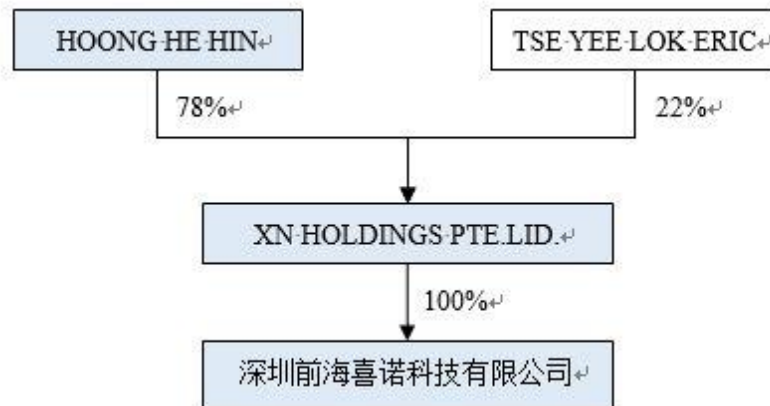 HOONG HE HIN
TSE YEE LOK ERIC
78%
22%
XN HOLDINGS PTE.LID.
100%
深圳前海喜诺科技有限公司